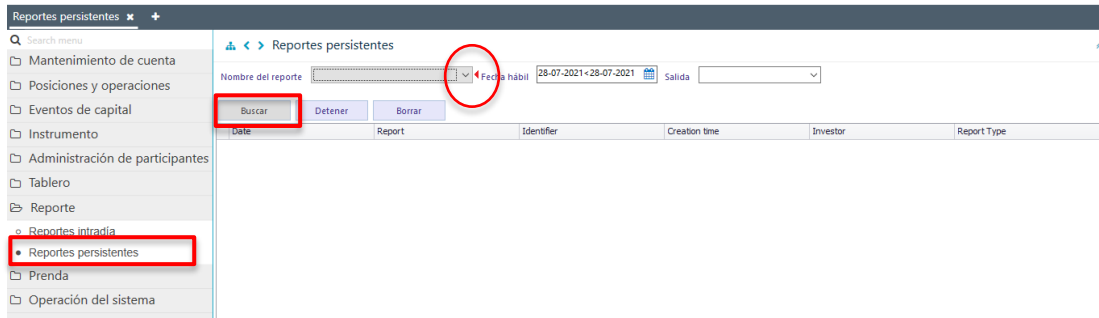 Reportes persistentes × +
Search menu
Mantenimiento de cuenta
Posiciones y operaciones
Eventos de capital
Instrumento
Administración de participantes
Tablero
Reporte
Reportes intradía
Reportes persistentes
Prenda
Operación del sistema
Reportes persistentes
Nombre del reporte Fecha hábil 28-07-2021<28-07-2021 Salida
Buscar Detener Borrar
Date Report Identifier Creation time Investor Report Type